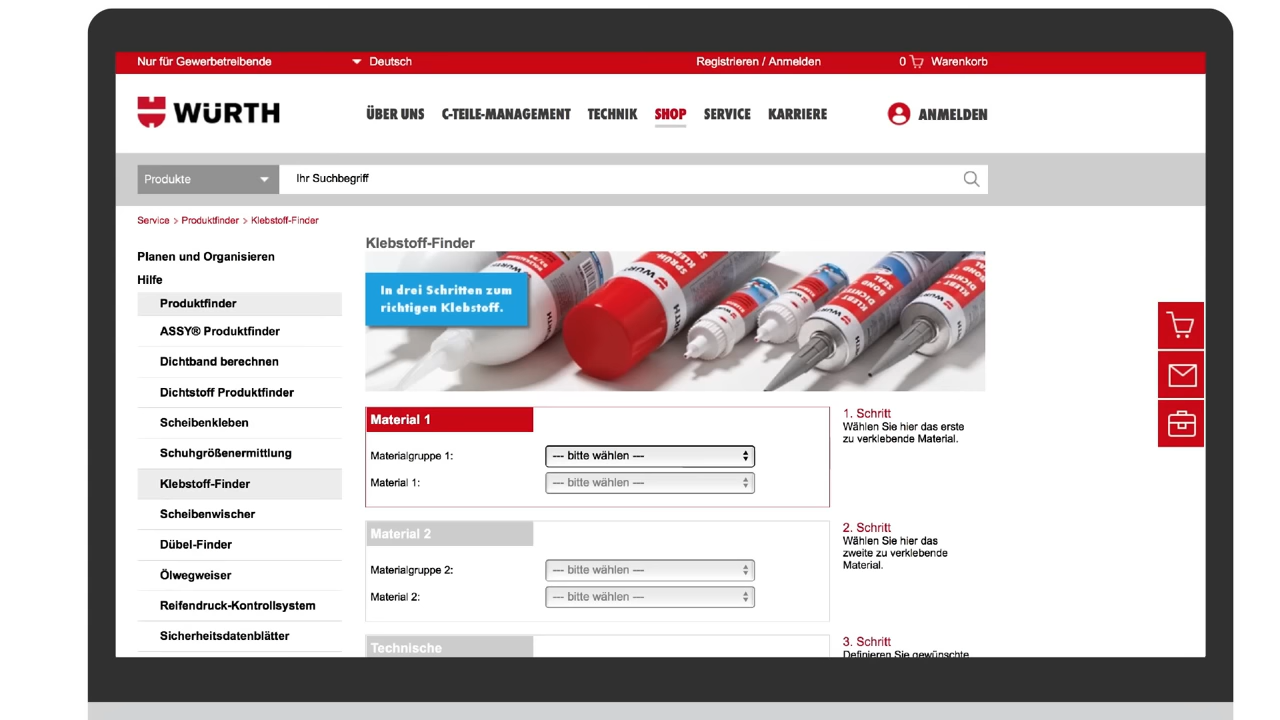 Nur für Gewerbetreibende
Deutsch
Registrieren / Anmelden
0
Warenkorb
WÜRTH
ÜBER UNS
C-TEILE-MANAGEMENT
TECHNIK
SHOP
SERVICE
KARRIERE
ANMELDEN
Produkte
Ihr Suchbegriff
Service > Produktfinder > Klebstoff-Finder
Planen und Organisieren
Hilfe
Produktfinder
ASSY® Produktfinder
Dichtband berechnen
Dichtstoff Produktfinder
Scheibenkleben
Schuhgrößenermittlung
Klebstoff-Finder
Scheibenwischer
Dübel-Finder
Ölwegweiser
Reifendruck-Kontrollsystem
Sicherheitsdatenblätter
Klebstoff-Finder
In drei Schritten zum
richtigen Klebstoff.
Material 1
Materialgruppe 1:
--- bitte wählen ---
Material 1:
--- bitte wählen ---
1. Schritt
Wählen Sie hier das erste
zu verklebende Material.
Material 2
Materialgruppe 2:
--- bitte wählen ---
Material 2:
--- bitte wählen ---
2. Schritt
Wählen Sie hier das
zweite zu verklebende
Material.
Technische
3. Schritt
Definieren Sie gewünschte